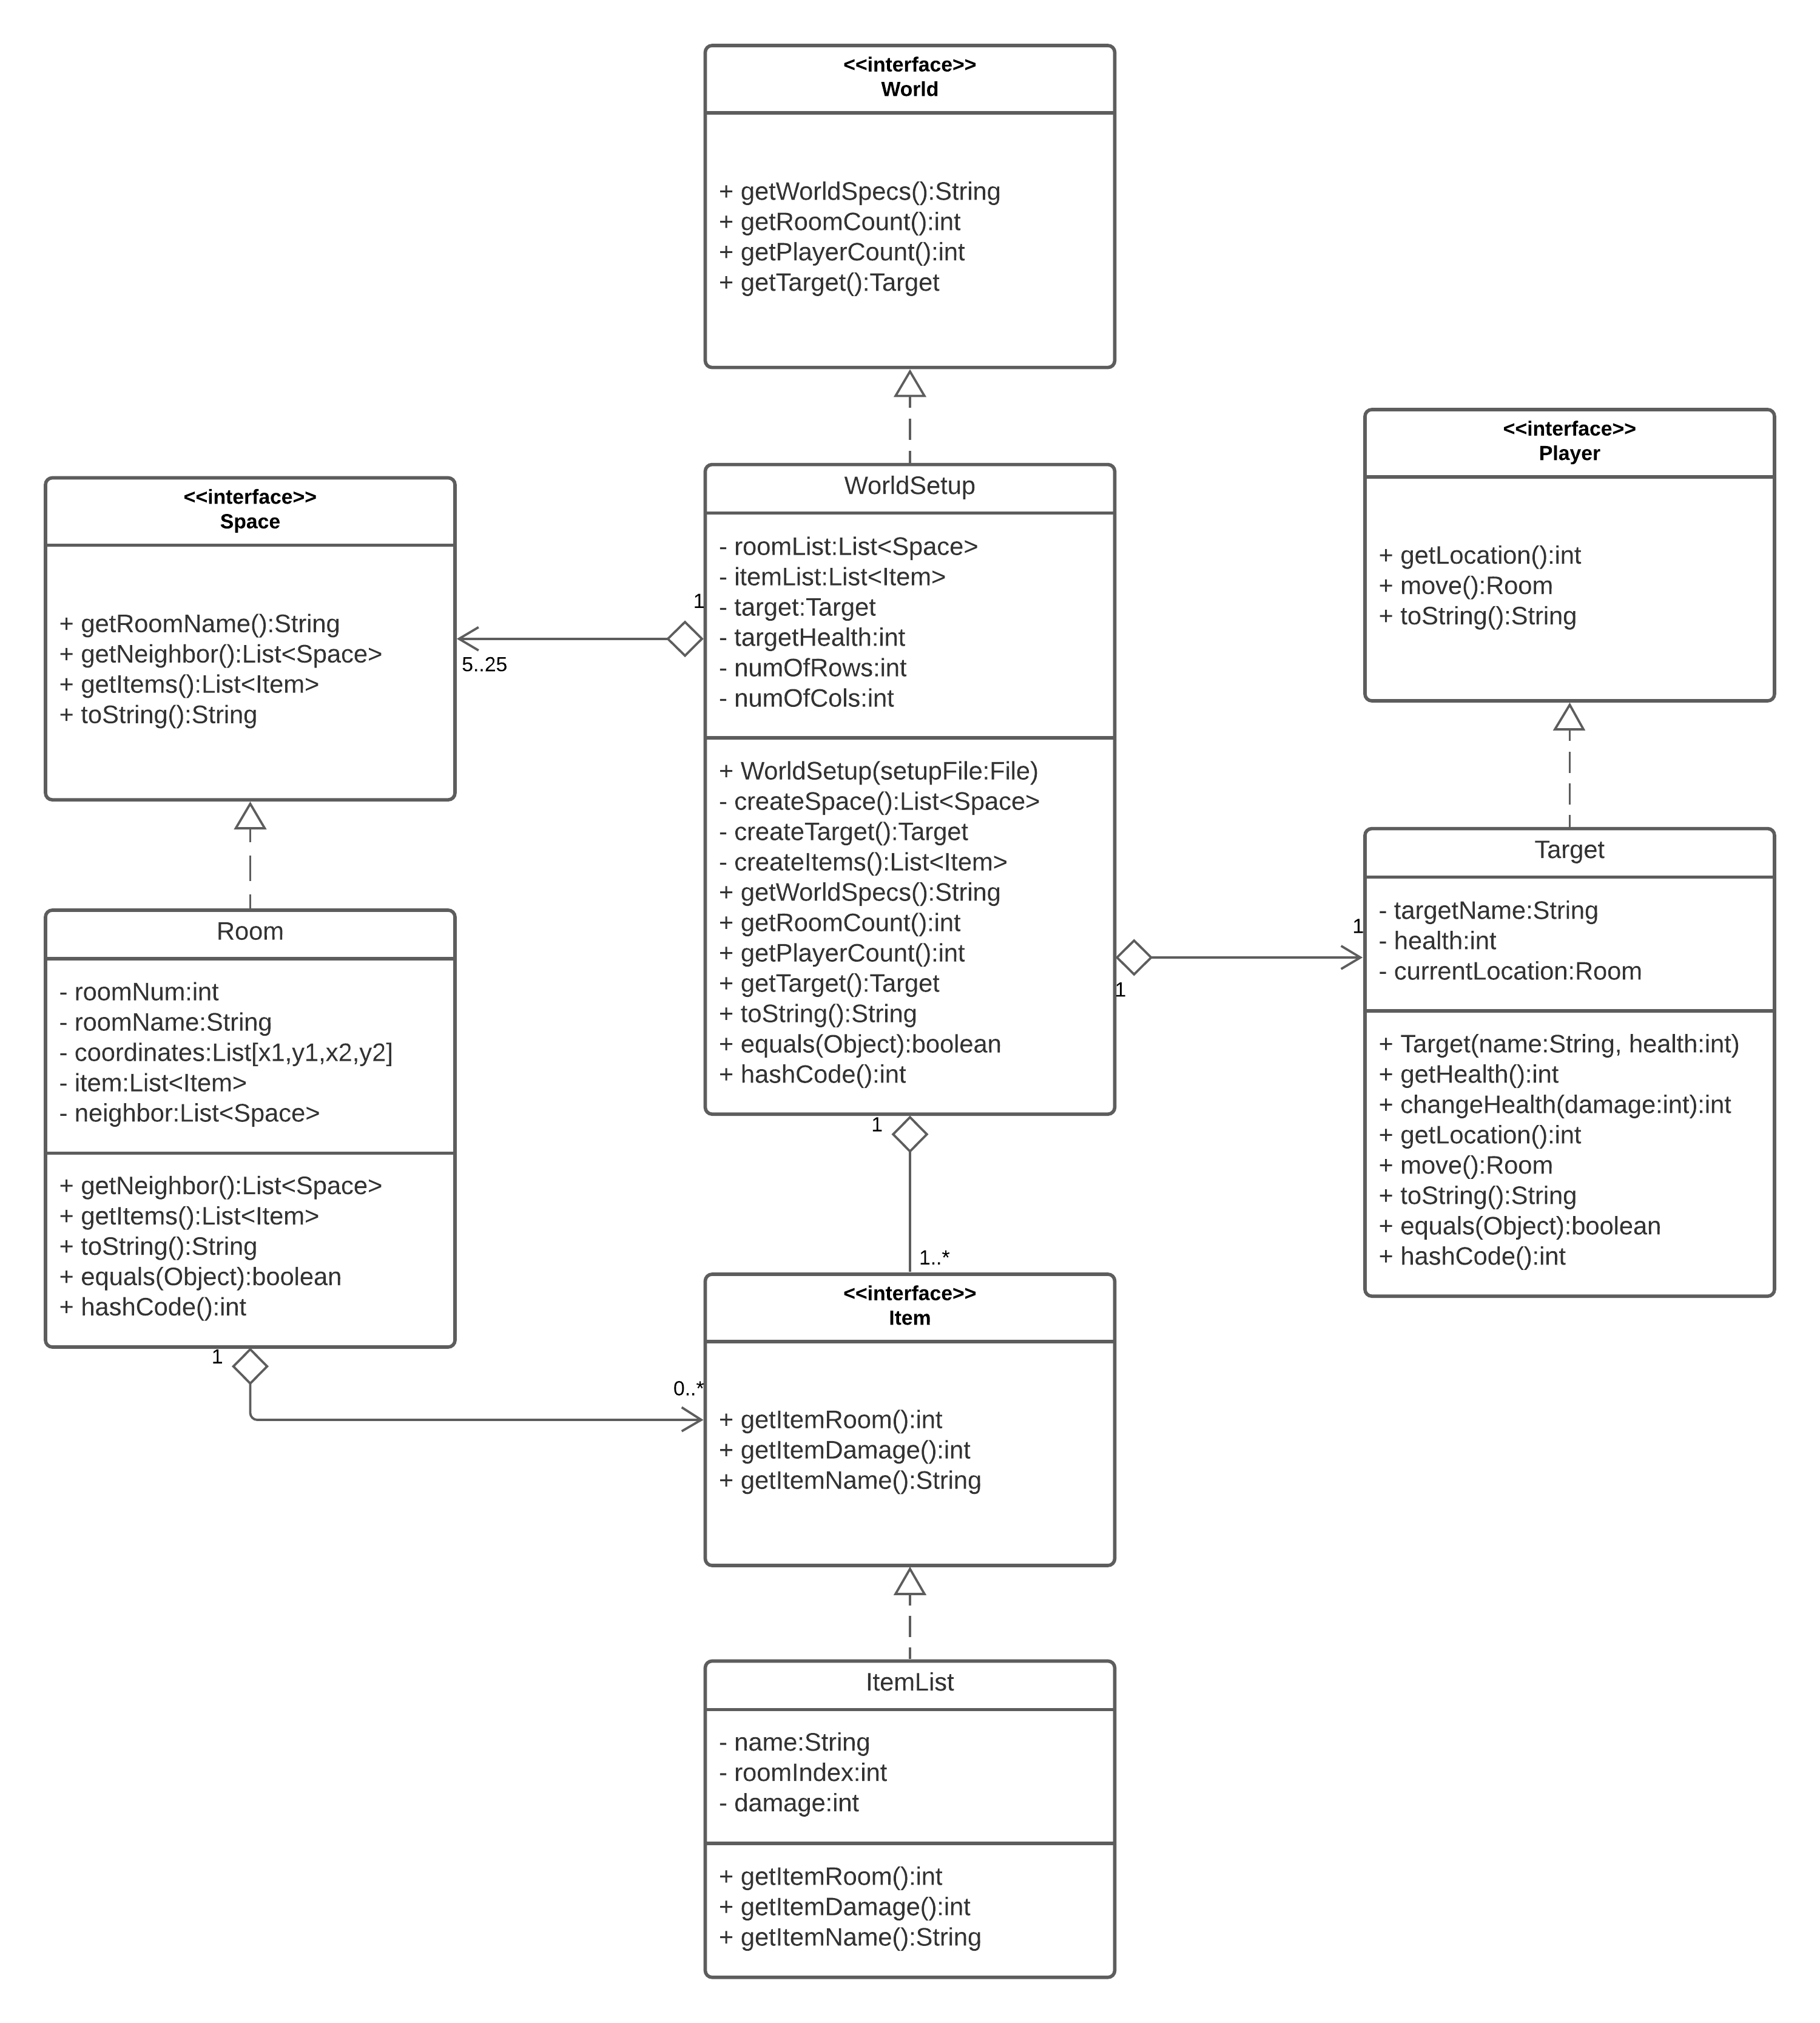 <<interface>>
World
+ getWorldSpecs():String
+ getRoomCount():int
+ getPlayerCount():int
+ getTarget():Target
<<interface>>
Player
+ getLocation():int
+ move():Room
+ toString():String
<<interface>>
Space
+ getRoomName():String
+ getNeighbor():List<Space>
+ getItems():List<Item>
+ toString():String
5..25
1
WorldSetup
- roomList:List<Space>
- itemList:List<Item>
- target:Target
- targetHealth:int
- numOfRows:int
- numOfCols:int
+ WorldSetup(setupFile:File)
- createSpace():List<Space>
- createTarget():Target
- createItems():List<Item>
+ getWorldSpecs():String
+ getRoomCount():int
+ getPlayerCount():int
+ getTarget():Target
+ toString():String
+ equals(Object):boolean
+ hashCode():int
1
1
Target
- targetName:String
- health:int
- currentLocation:Room
+ Target(name:String, health:int)
+ getHealth():int
+ changeHealth(damage:int):int
+ getLocation():int
+ move():Room
+ toString():String
+ equals(Object):boolean
+ hashCode():int
Room
- roomNum:int
- roomName:String
- coordinates:List[x1,y1,x2,y2]
- item:List<Item>
- neighbor:List<Space>
+ getNeighbor():List<Space>
+ getItems():List<Item>
+ toString():String
+ equals(Object):boolean
+ hashCode():int
1
0..*
1
1..*
<<interface>>
Item
+ getItemRoom():int
+ getItemDamage():int
+ getItemName():String
ItemList
- name:String
- roomIndex:int
- damage:int
+ getItemRoom():int
+ getItemDamage():int
+ getItemName():String